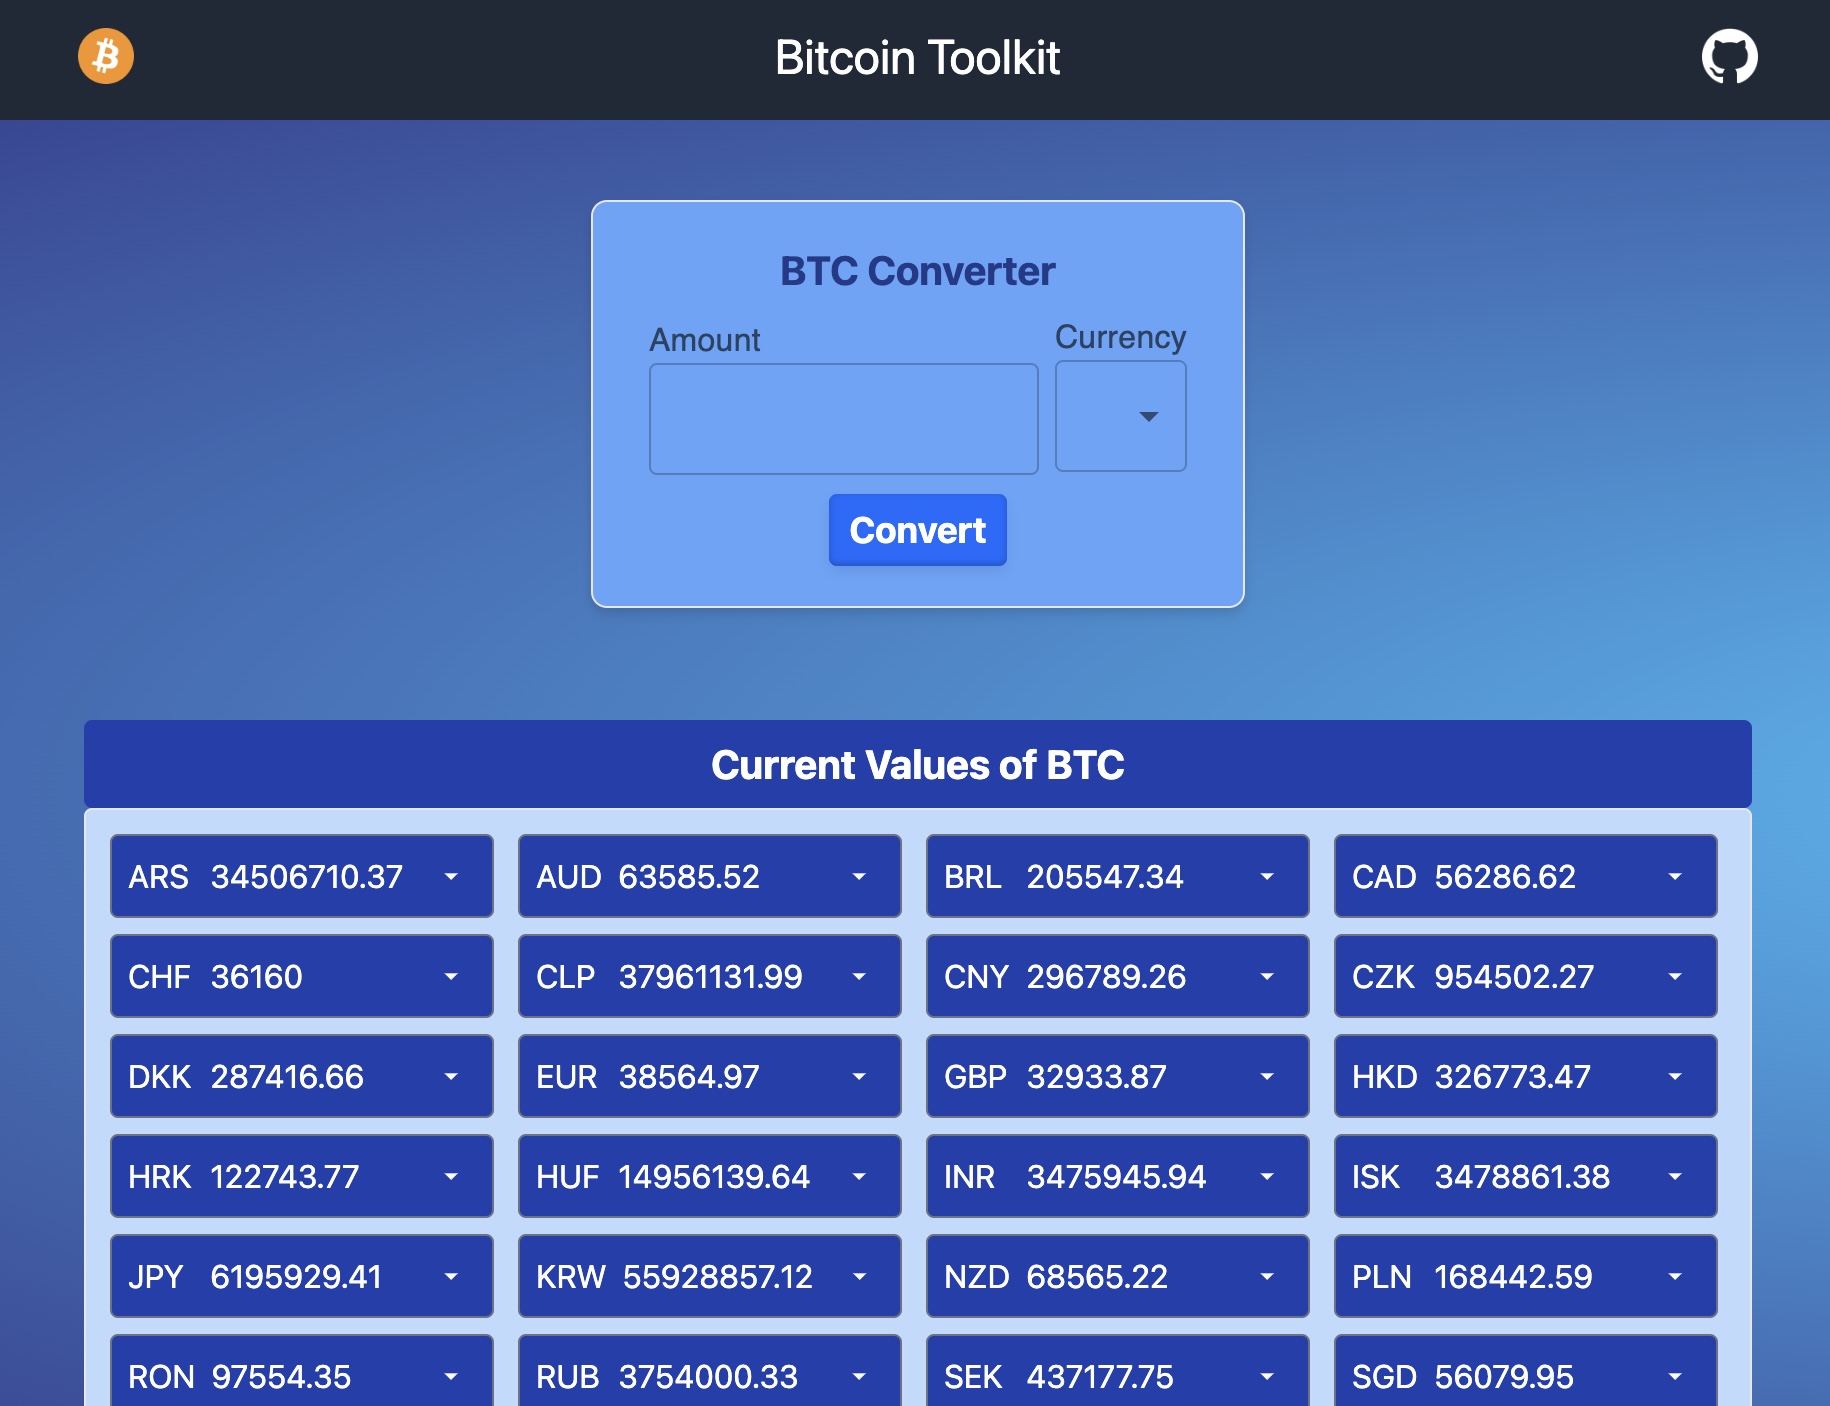 Bitcoin Toolkit
BTC Converter
Amount Currency
Convert
Current Values of BTC
ARS 34506710.37 AUD 63585.52 BRL 205547.34 CAD 56286.62
CHF 36160 CLP 37961131.99 CNY 296789.26 CZK 954502.27
DKK 287416.66 EUR 38564.97 GBP 32933.87 HKD 326773.47
HRK 122743.77 HUF 14956139.64 INR 3475945.94 ISK 3478861.38
JPY 6195929.41 KRW 55928857.12 NZD 68565.22 PLN 168442.59
RON 97554.35 RUB 3754000.33 SEK 437177.75 SGD 56079.95